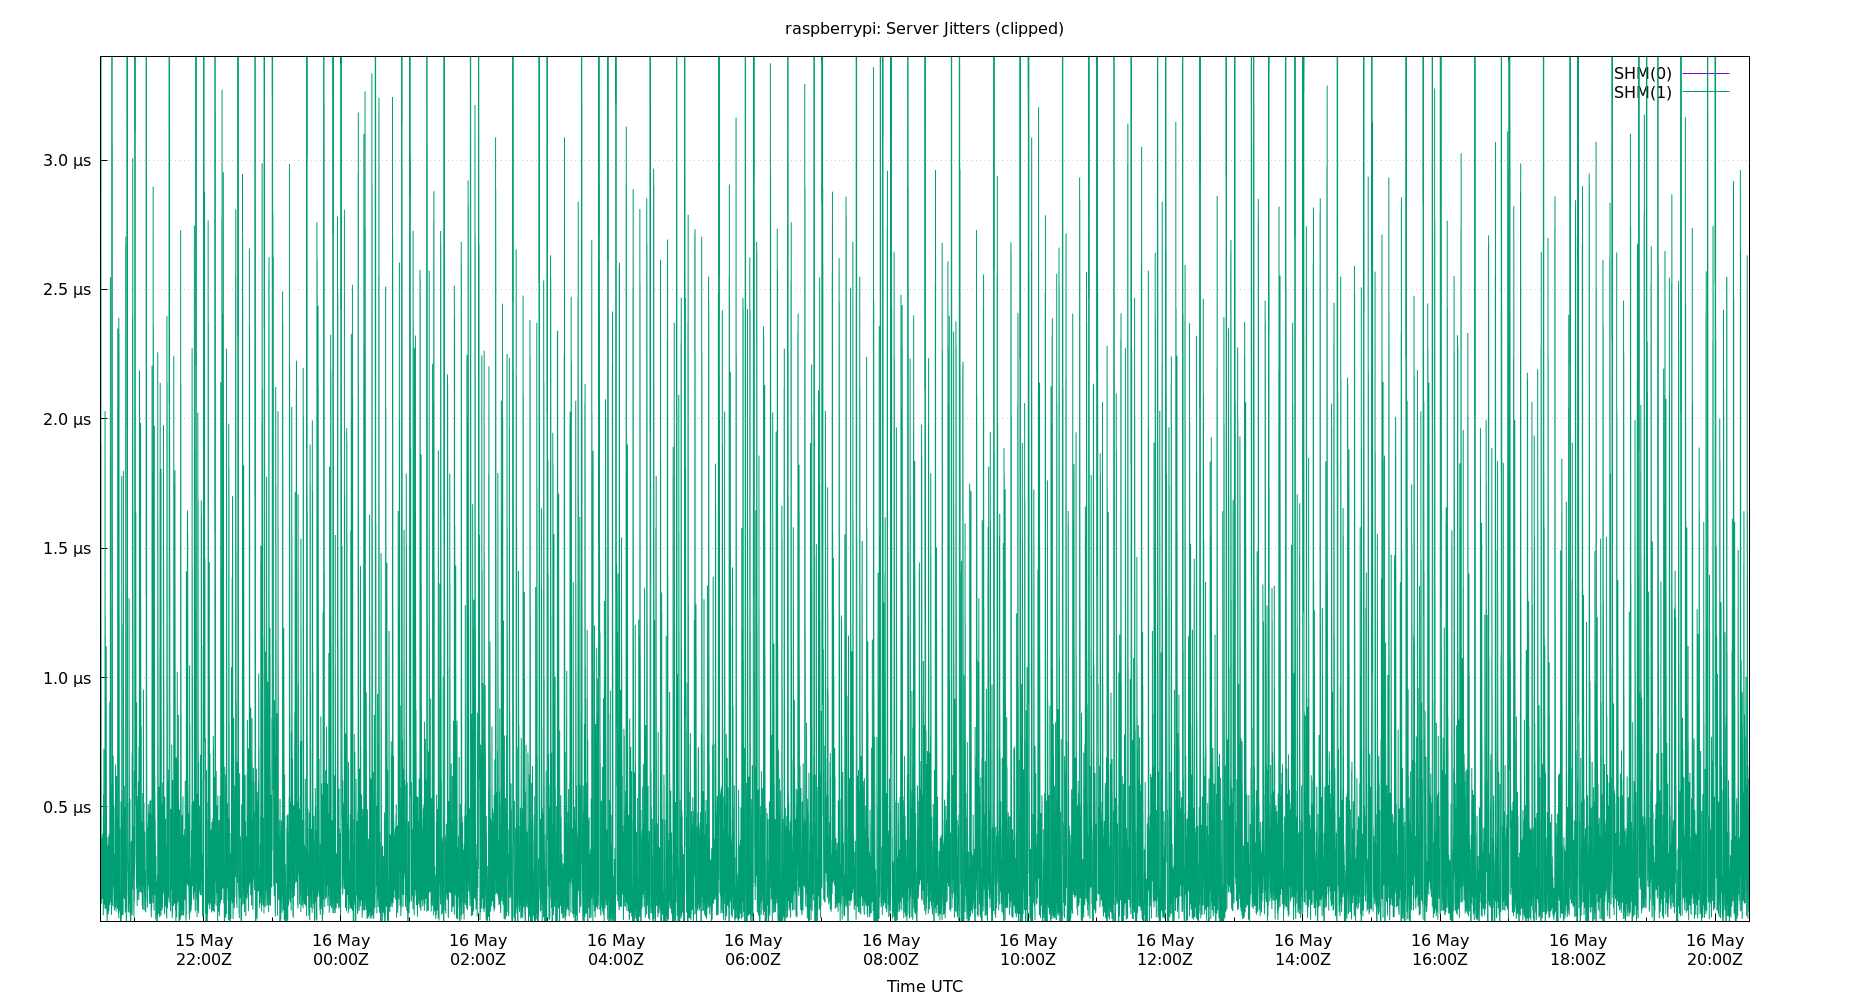 raspberrypi: Server Jitters (clipped)
SHM(0)
SHM(1)
3.0 µs
2.5 µs
2.0 µs
1.5 µs
1.0 µs
0.5 µs
15 May 16 May 16 May 16 May 16 May 16 May 16 May 16 May 16 May 16 May 16 May 16 May
22:00Z 00:00Z 02:00Z 04:00Z 06:00Z 08:00Z 10:00Z 12:00Z 14:00Z 16:00Z 18:00Z 20:00Z
Time UTC